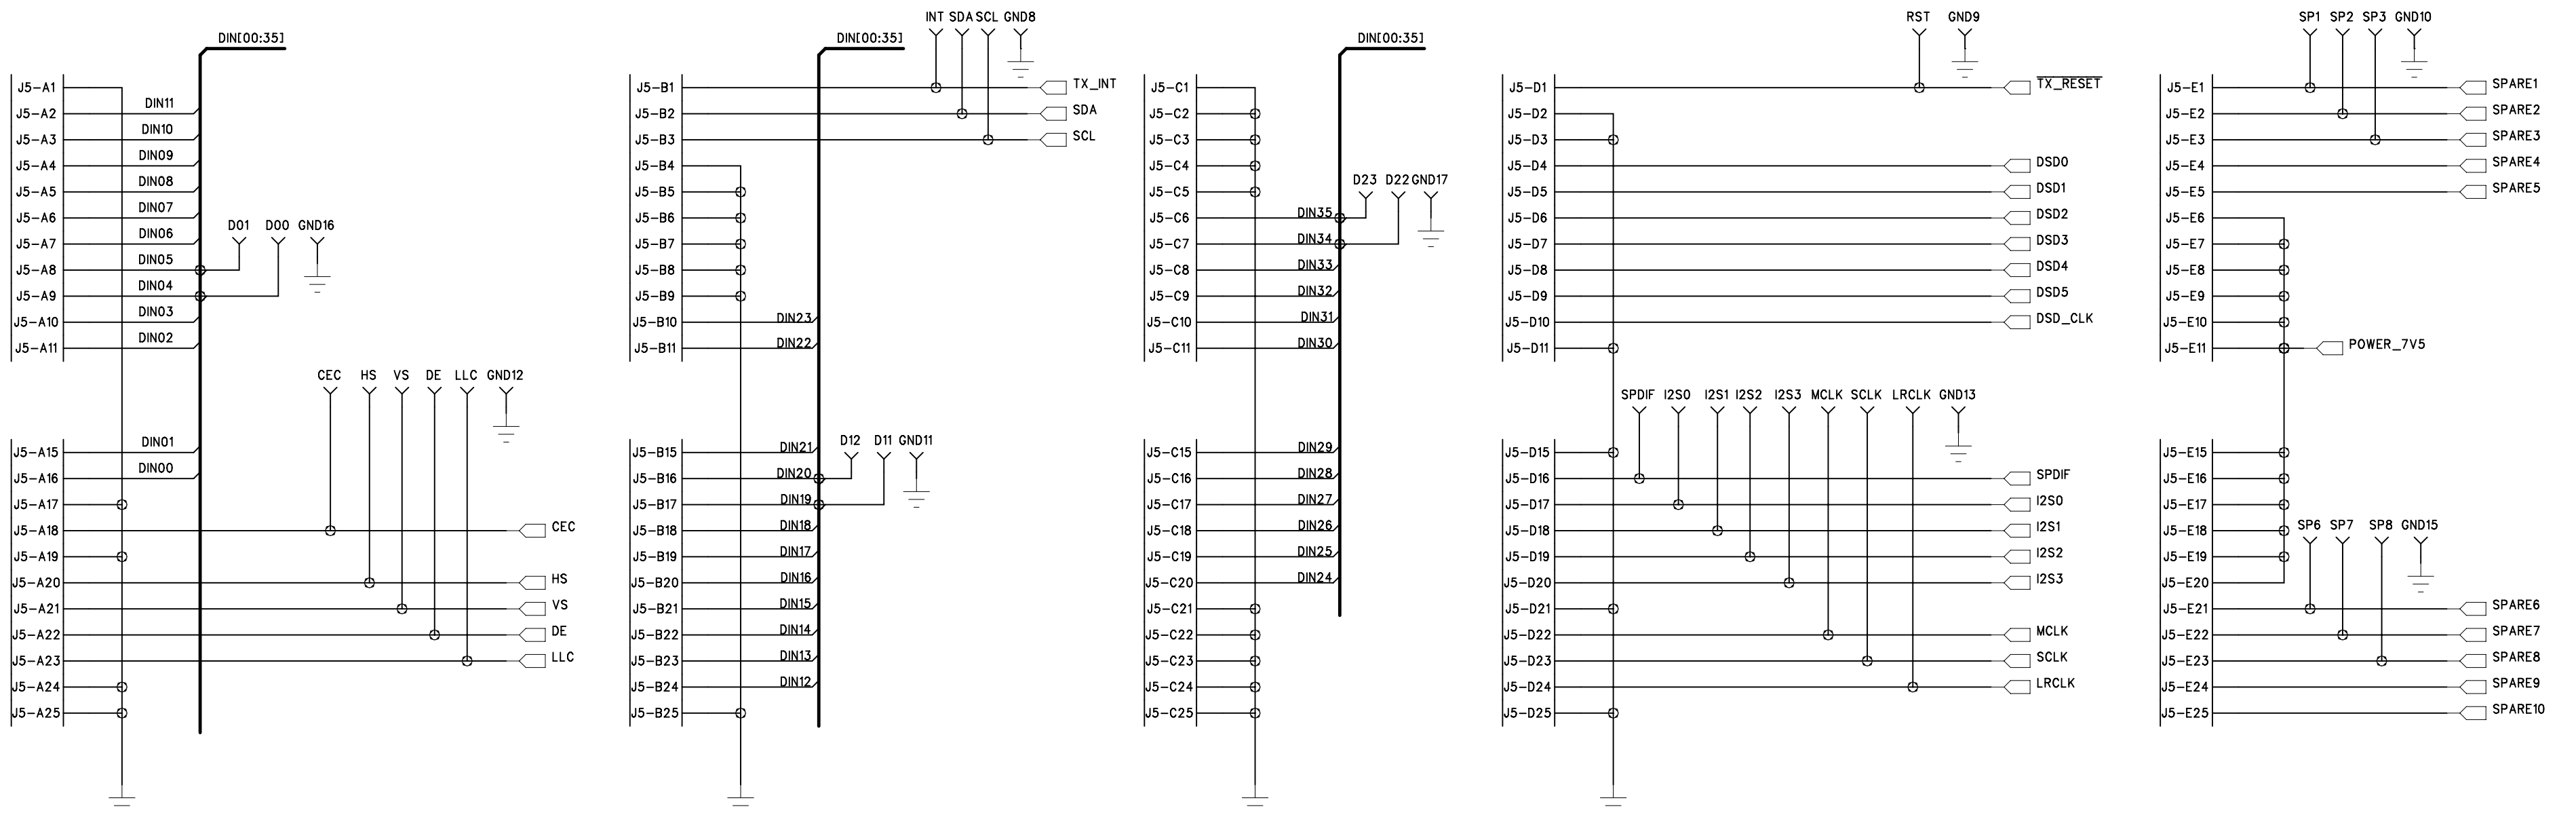 DIN[00:35]
J5-A1
J5-A2 DIN11
J5-A3 DIN10
J5-A4 DIN09
J5-A5 DIN08
J5-A6 DIN07
J5-A7 DIN06
D01 D00 GND16
J5-A8 DIN05
J5-A9 DIN04
J5-A10 DIN03
J5-A11 DIN02
CEC HS VS DE LLC GND12
J5-A15 DIN01
J5-A16 DIN00
J5-A17
J5-A18 CEC
J5-A19
J5-A20 HS
J5-A21 VS
J5-A22 DE
J5-A23 LLC
J5-A24
J5-A25
DIN[00:35]
INT SDA SCL GND8
J5-B1 TX_INT
J5-B2 SDA
J5-B3 SCL
J5-B4
J5-B5
J5-B6
J5-B7
J5-B8
J5-B9
J5-B10 DIN23
J5-B11 DIN22
J5-B15 DIN21
D12 D11 GND11
J5-B16 DIN20
J5-B17 DIN19
J5-B18 DIN18
J5-B19 DIN17
J5-B20 DIN16
J5-B21 DIN15
J5-B22 DIN14
J5-B23 DIN13
J5-B24 DIN12
J5-B25
DIN[00:35]
J5-C1
J5-C2
J5-C3
J5-C4
J5-C5
D23 D22 GND17
J5-C6 DIN35
J5-C7 DIN34
J5-C8 DIN33
J5-C9 DIN32
J5-C10 DIN31
J5-C11 DIN30
J5-C15 DIN29
J5-C16 DIN28
J5-C17 DIN27
J5-C18 DIN26
J5-C19 DIN25
J5-C20 DIN24
J5-C21
J5-C22
J5-C23
J5-C24
J5-C25
RST GND9
J5-D1 TX_RESET
J5-D2
J5-D3
J5-D4 DSD0
J5-D5 DSD1
J5-D6 DSD2
J5-D7 DSD3
J5-D8 DSD4
J5-D9 DSD5
J5-D10 DSD_CLK
J5-D11
SPDIF I2S0 I2S1 I2S2 I2S3 MCLK SCLK LRCLK GND13
J5-D15
J5-D16 SPDIF
J5-D17 I2S0
J5-D18 I2S1
J5-D19 I2S2
J5-D20 I2S3
J5-D21
J5-D22 MCLK
J5-D23 SCLK
J5-D24 LRCLK
J5-D25
SP1 SP2 SP3 GND10
J5-E1 SPARE1
J5-E2 SPARE2
J5-E3 SPARE3
J5-E4 SPARE4
J5-E5 SPARE5
J5-E6
J5-E7
J5-E8
J5-E9
J5-E10
J5-E11 POWER_7V5
J5-E15
J5-E16
J5-E17
SP6 SP7 SP8 GND15
J5-E18
J5-E19
J5-E20
J5-E21 SPARE6
J5-E22 SPARE7
J5-E23 SPARE8
J5-E24 SPARE9
J5-E25 SPARE10